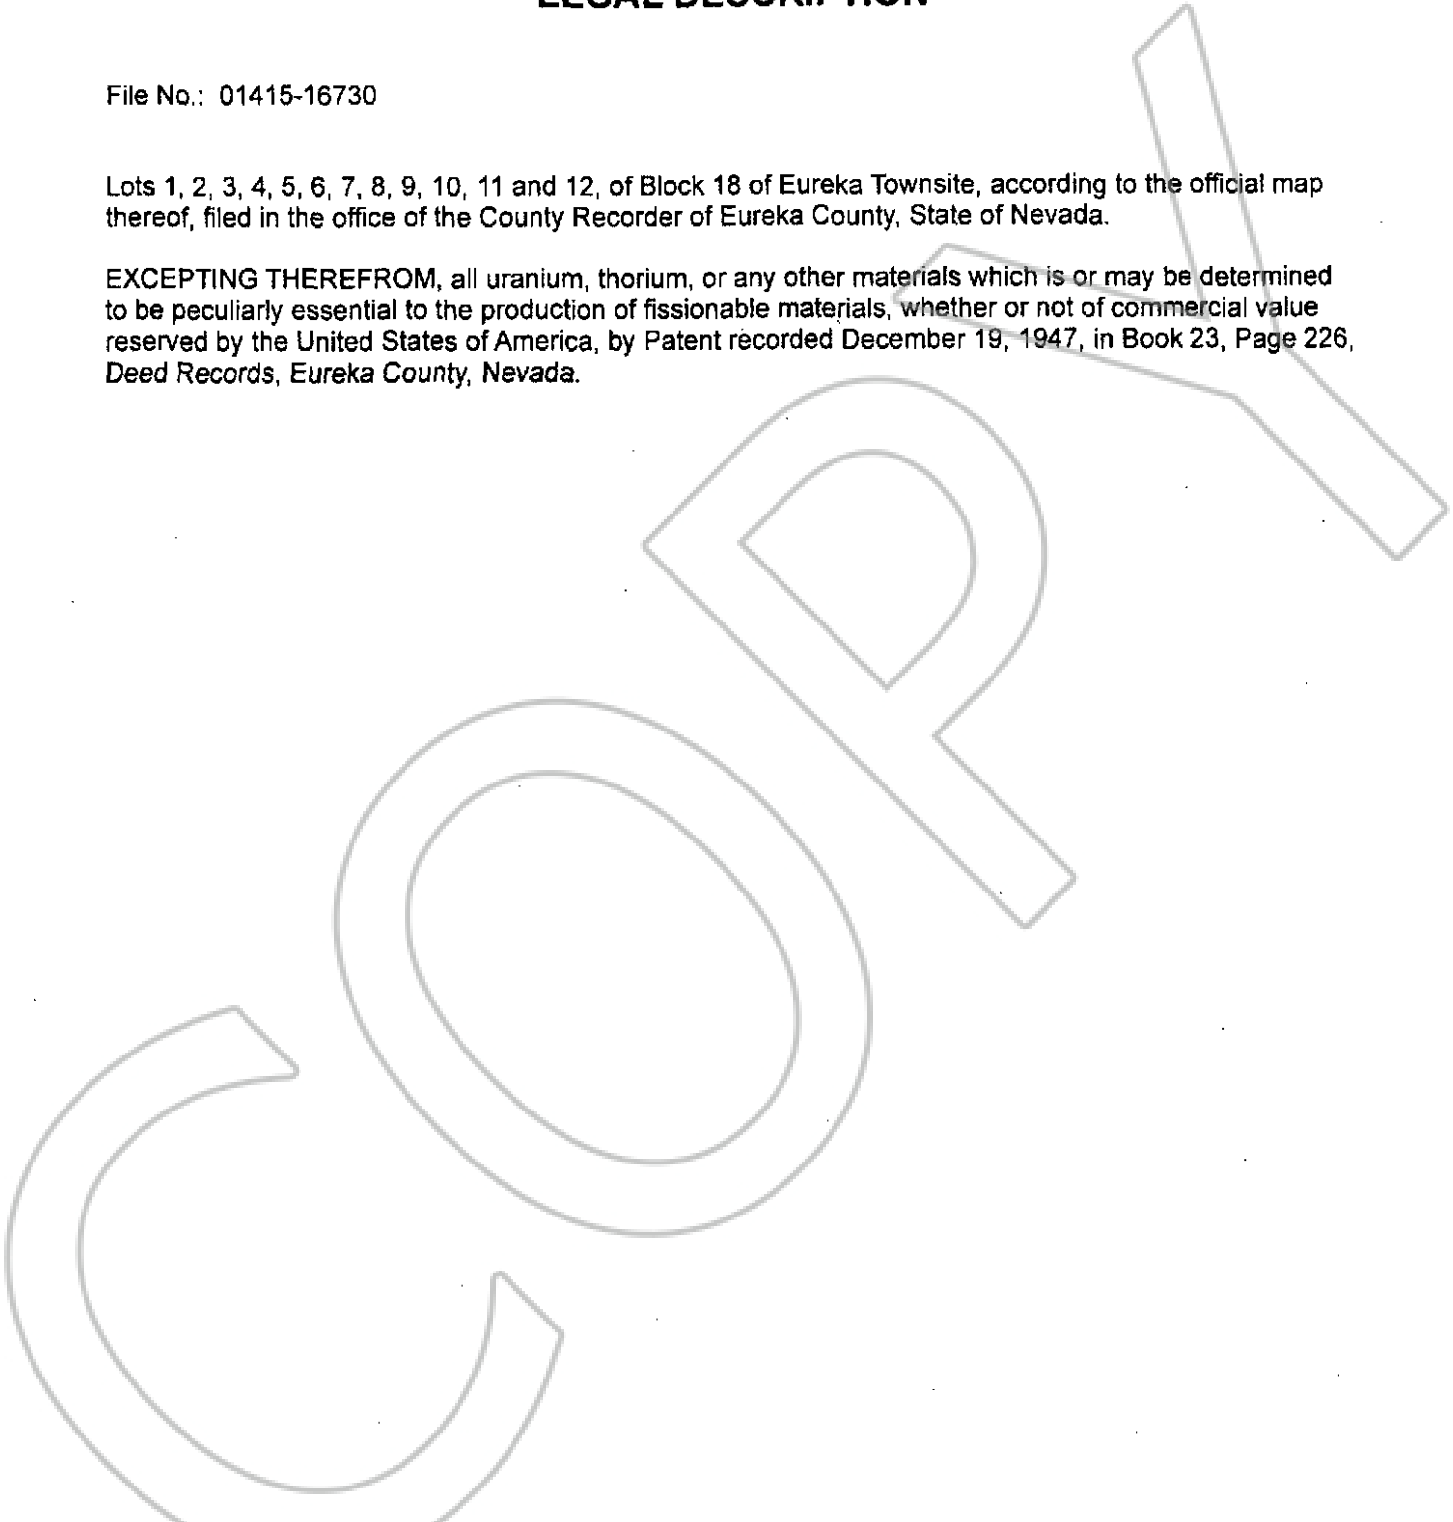 LEGAL DESCRIPTION
File No.: 01415-16730
Lots 1, 2, 3, 4, 5, 6, 7, 8, 9, 10, 11 and 12, of Block 18 of Eureka Townsite, according to the official map
thereof, filed in the office of the County Recorder of Eureka County, State of Nevada.
EXCEPTING THEREFROM, all uranium, thorium, or any other materials which is or may be determined
to be peculiarly essential to the production of fissionable materials, whether or not of commercial value
reserved by the United States of America, by Patent recorded December 19, 1947, in Book 23, Page 226,
Deed Records, Eureka County, Nevada.
COPY